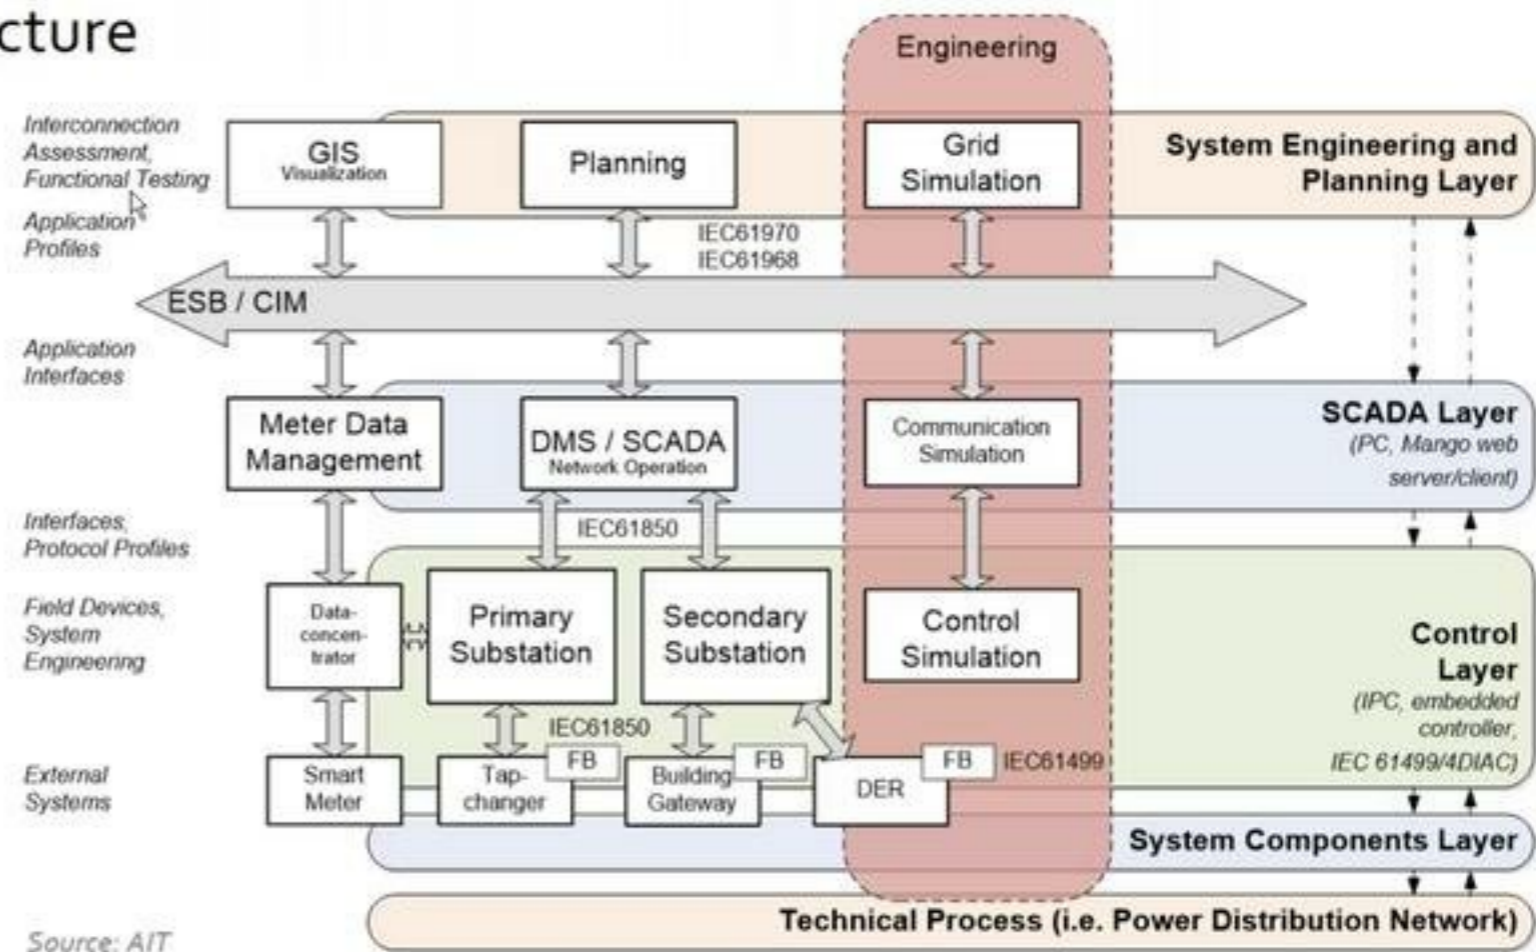 cture
Engineering
Interconnection
Assessment,
Functional Testing
Application
Profiles
GIS
Visualization
Planning
Grid
Simulation
System Engineering and
Planning Layer
IEC61970
IEC61968
ESB / CIM
Application
Interfaces
Meter Data
Management
DMS / SCADA
Network Operation
Communication
Simulation
SCADA Layer
(PC, Mango web
server/client)
Interfaces,
Protocol Profiles
IEC61850
Field Devices,
System
Engineering
Data-
concen-
trator
Primary
Substation
Secondary
Substation
Control
Simulation
Control
Layer
(IPC, embedded
controller,
IEC 61499/4DIAC)
IEC61850
External
Systems
Smart
Meter
Tap-
changer
FB
Building
Gateway
FB
DER
FB
IEC61499
System Components Layer
Technical Process (i.e. Power Distribution Network)
Source: AIT